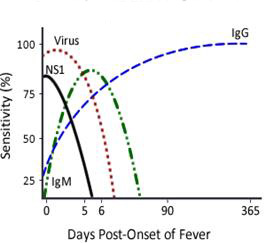 IgG
100
Virus
NS1
75
Sensitivity (%)
50
25
IgM
0 5 6 90 365
Days Post-Onset of Fever